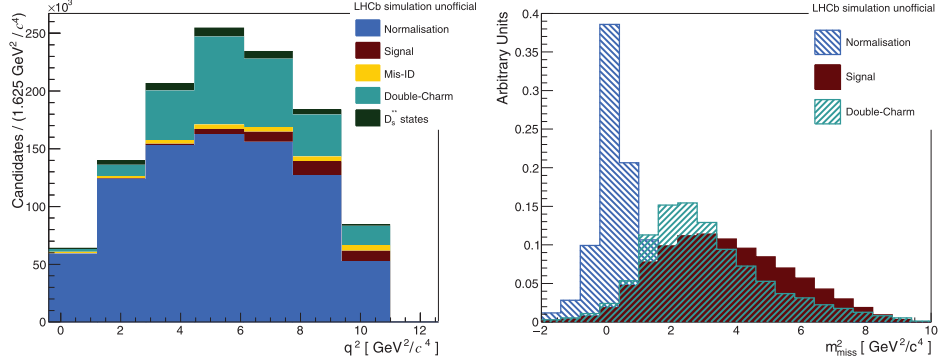 ×10³
LHCb simulation unofficial
Normalisation
Signal
Mis-ID
Double-Charm
D_s^** states
Candidates / (1.625 GeV² / c⁴)
250
200
150
100
50
0
0 2 4 6 8 10 12
q² [ GeV²/c⁴ ]
LHCb simulation unofficial
Normalisation
Signal
Double-Charm
Arbitrary Units
0.4
0.35
0.3
0.25
0.2
0.15
0.1
0.05
0
−2 0 2 4 6 8 10
m²_miss [ GeV²/c⁴ ]